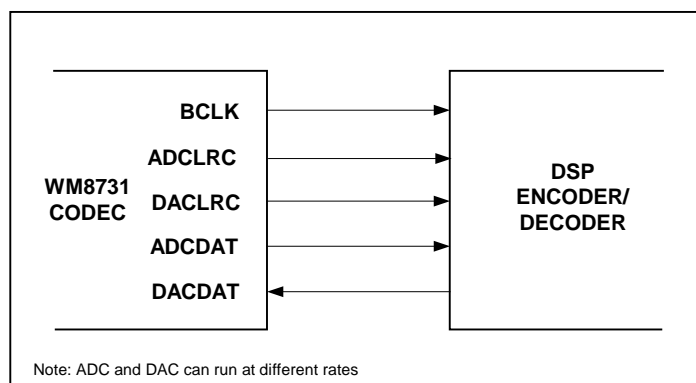 BCLK
ADCLRC
WM8731
CODEC
DACLRC
ADCDAT
DACDAT
DSP
ENCODER/
DECODER
Note: ADC and DAC can run at different rates